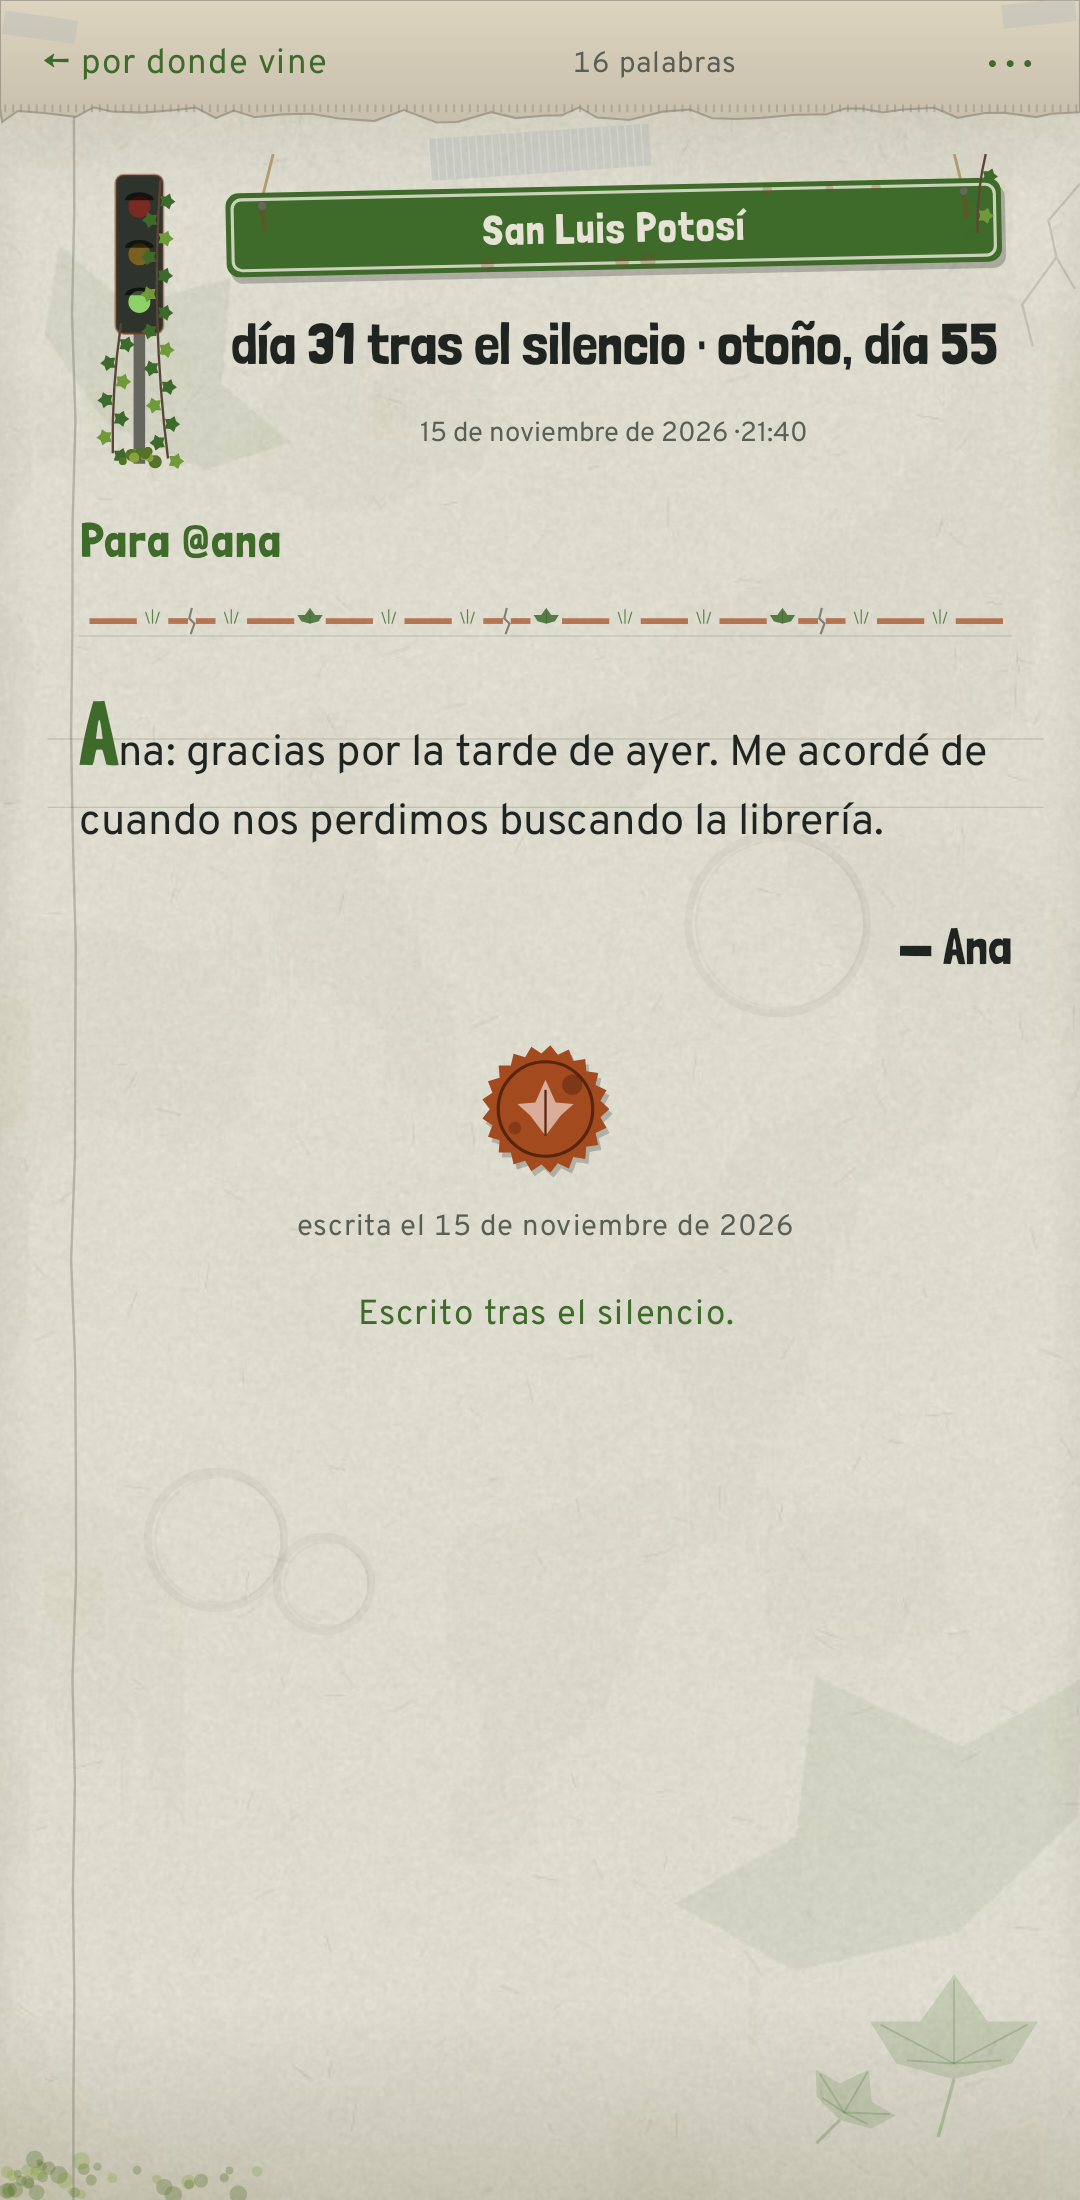 ← por donde vine
16 palabras
...
San Luis Potosí
día 31 tras el silencio · otoño, día 55
15 de noviembre de 2026 ·21:40
Para @ana
Ana: gracias por la tarde de ayer. Me acordé de
cuando nos perdimos buscando la librería.
— Ana
escrita el 15 de noviembre de 2026
Escrito tras el silencio.